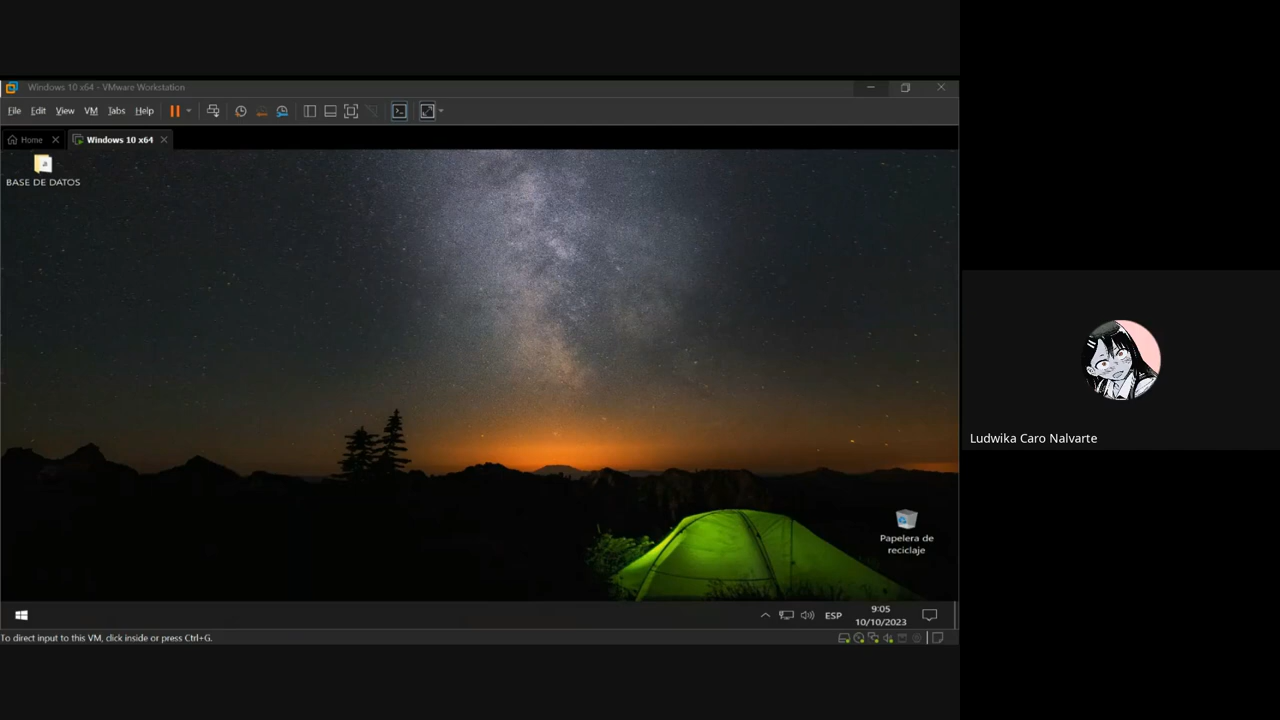 Windows 10 x64 - VMware Workstation
File Edit View VM Tabs Help
Home Windows 10 x64
BASE DE DATOS
Papelera de
reciclaje
ESP
9:05
10/10/2023
To direct input to this VM, click inside or press Ctrl+G.
Ludwika Caro Nalvarte